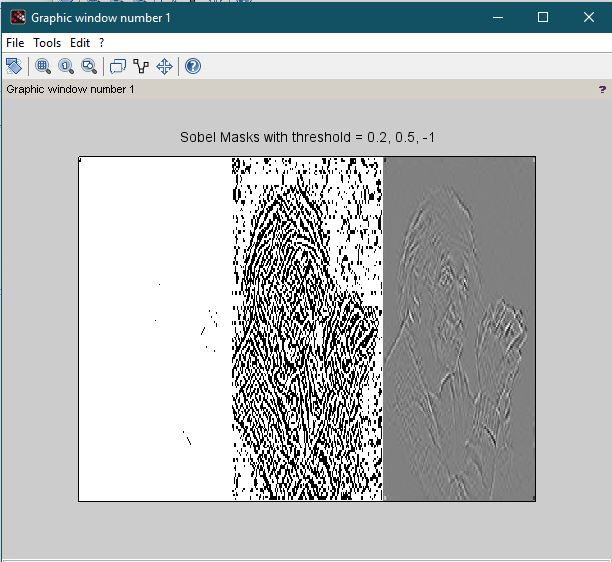 Graphic window number 1
File Tools Edit ?
Graphic window number 1
Sobel Masks with threshold = 0.2, 0.5, -1